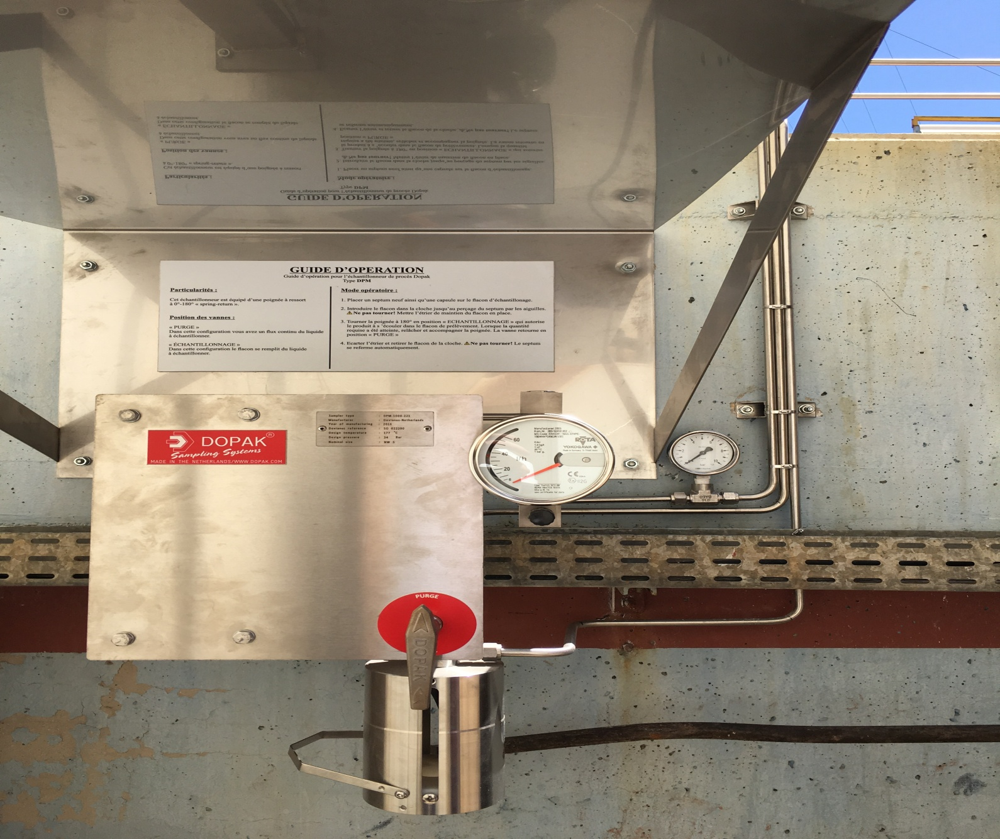 GUIDE D'OPERATION
Guide d'opération pour l'échantillonneur de procès Dopak
Type DPM
Particularités :
Cet échantillonneur est équipé d'une poignée à ressort
à 0°-180° « spring-return ».
Position des vannes :
« PURGE »
Dans cette configuration vous avez un flux continu du liquide
à échantillonner.
« ÉCHANTILLONNAGE »
Dans cette configuration le flacon se remplit du liquide
à échantillonner.
Mode opératoire :
1. Placer un septum neuf ainsi qu'une capsule sur le flacon d'échantillonage.
2. Introduire le flacon dans la cloche jusqu'au perçage du septum par les aiguilles.
⚠Ne pas tourner! Mettre l'étrier de maintien du flacon en place.
3. Tourner la poignée à 180° en position « ECHANTILLONNAGE » qui autorise
le produit à s 'écouler dans le flacon de prélèvement. Lorsque la quantité
requise a été atteinte, relâcher et accompagner la poignée. La vanne retourne en
position « PURGE »
4. Ecarter l'étrier et retirer le flacon de la cloche. ⚠Ne pas tourner! Le septum
se referme automatiquement.
DOPAK®
Sampling Systems
MADE IN THE NETHERLANDS/WWW.DOPAK.COM
Sampler type :
Manufacturer : Dovianus-Netherlands
Year of manufacturing : 2016
Dovianus reference : SO 022200
Design temperature : 177 °C
Design pressure : 34 Bar
Nominal size :
60
40
20
l/h
ROTA
YOKOGAWA
CE
bar
10
PURGE
DOPAK